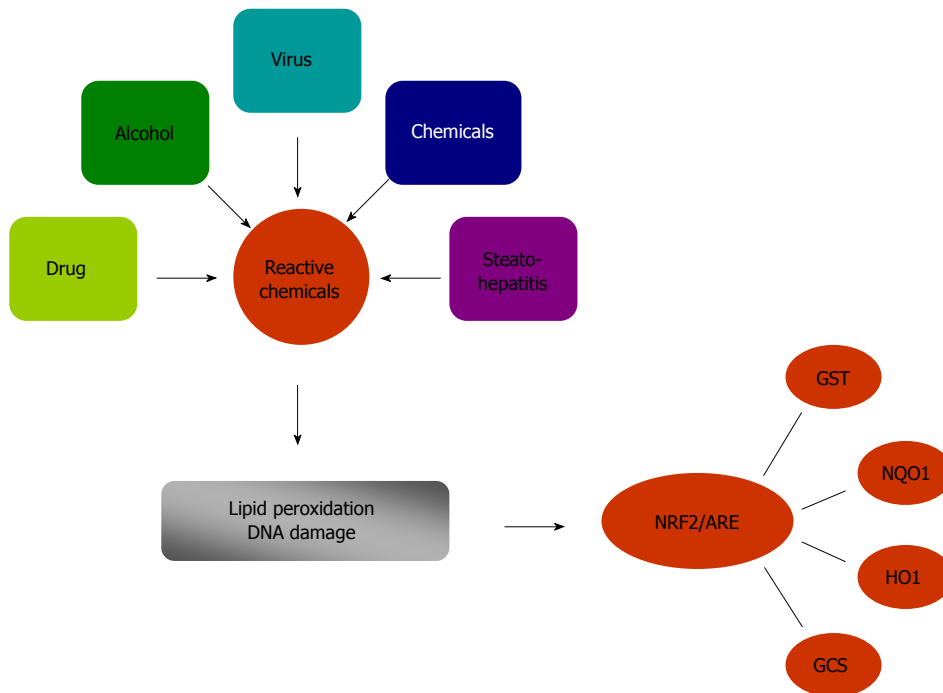 Virus
Alcohol
Chemicals
Drug
Reactive
chemicals
Steato-
hepatitis
GST
Lipid peroxidation
DNA damage
NRF2/ARE
NQO1
HO1
GCS